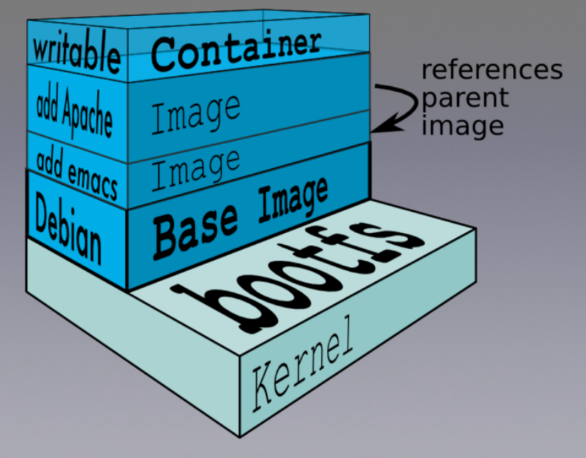 writable Container
add Apache Image
add emacs Image
Debian Base Image
references
parent
image
bootfs
Kernel